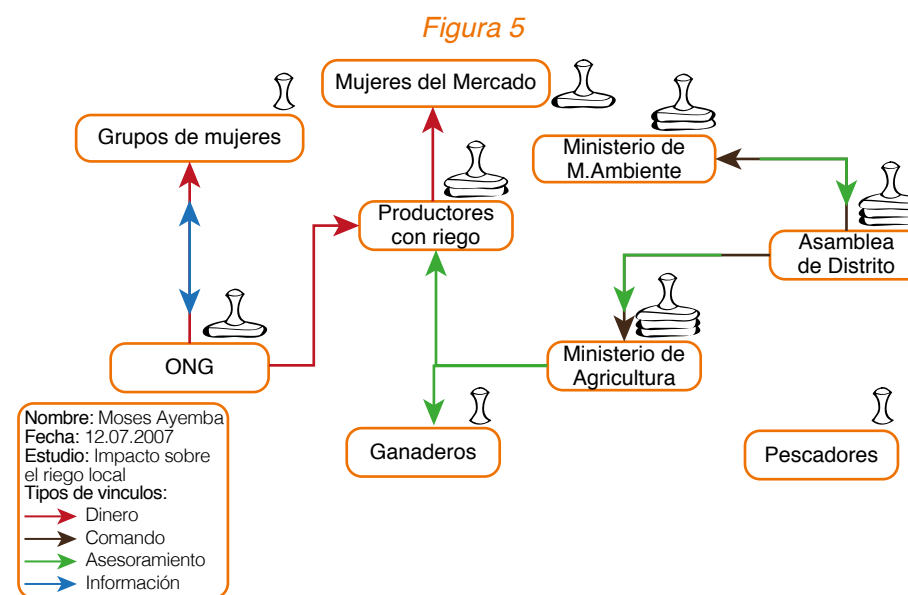 Figura 5
Mujeres del Mercado
Grupos de mujeres
Ministerio de
M.Ambiente
Productores
con riego
Asamblea
de Distrito
ONG
Ministerio de
Agricultura
Ganaderos
Pescadores
Nombre: Moses Ayemba
Fecha: 12.07.2007
Estudio: Impacto sobre
el riego local
Tipos de vinculos:
Dinero
Comando
Asesoramiento
Información